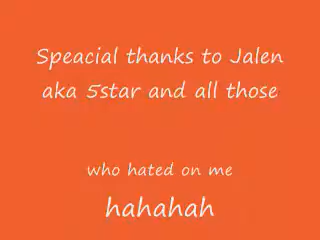 Speacial thanks to Jalen
aka 5star and all those
who hated on me
hahahah